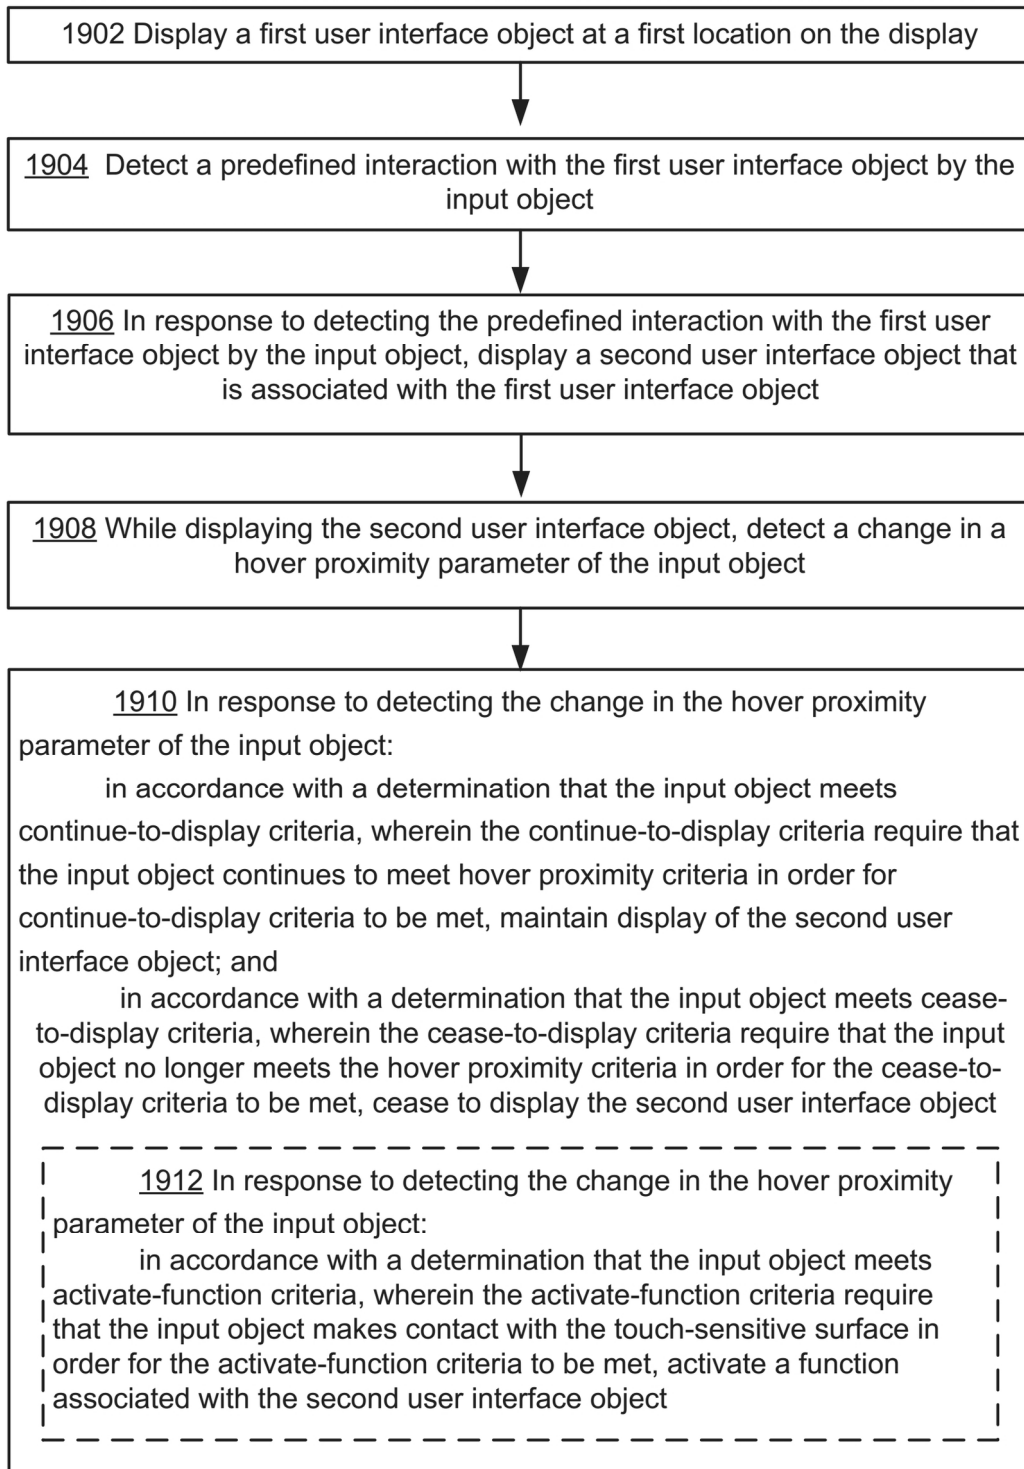 1902 Display a first user interface object at a first location on the display
1904 Detect a predefined interaction with the first user interface object by the
input object
1906 In response to detecting the predefined interaction with the first user
interface object by the input object, display a second user interface object that
is associated with the first user interface object
1908 While displaying the second user interface object, detect a change in a
hover proximity parameter of the input object
1910 In response to detecting the change in the hover proximity
parameter of the input object:
in accordance with a determination that the input object meets
continue-to-display criteria, wherein the continue-to-display criteria require that
the input object continues to meet hover proximity criteria in order for
continue-to-display criteria to be met, maintain display of the second user
interface object; and
in accordance with a determination that the input object meets cease-
to-display criteria, wherein the cease-to-display criteria require that the input
object no longer meets the hover proximity criteria in order for the cease-to-
display criteria to be met, cease to display the second user interface object
1912 In response to detecting the change in the hover proximity
parameter of the input object:
in accordance with a determination that the input object meets
activate-function criteria, wherein the activate-function criteria require
that the input object makes contact with the touch-sensitive surface in
order for the activate-function criteria to be met, activate a function
associated with the second user interface object